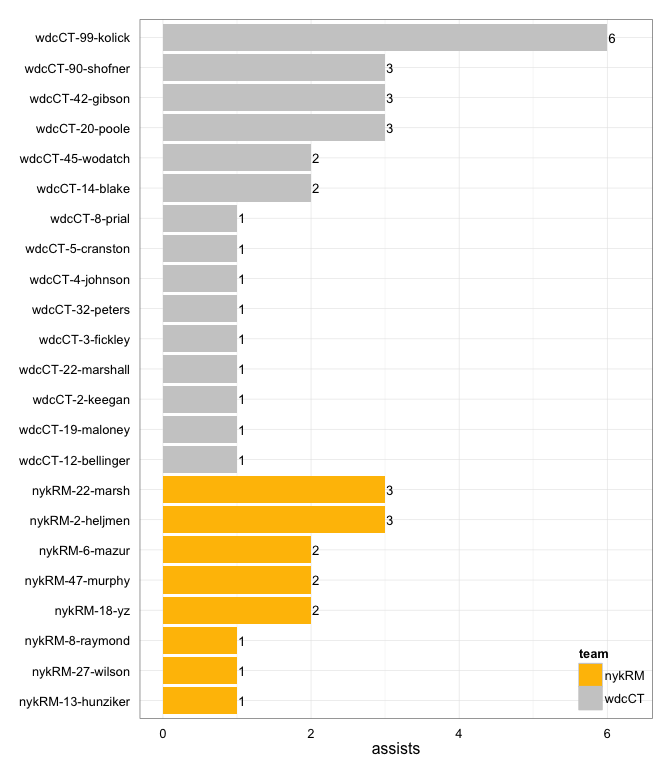 wdcCT-99-kolick 6
wdcCT-90-shofner 3
wdcCT-42-gibson 3
wdcCT-20-poole 3
wdcCT-45-wodatch 2
wdcCT-14-blake 2
wdcCT-8-prial 1
wdcCT-5-cranston 1
wdcCT-4-johnson 1
wdcCT-32-peters 1
wdcCT-3-fickley 1
wdcCT-22-marshall 1
wdcCT-2-keegan 1
wdcCT-19-maloney 1
wdcCT-12-bellinger 1
nykRM-22-marsh 3
nykRM-2-heljmen 3
nykRM-6-mazur 2
nykRM-47-murphy 2
nykRM-18-yz 2
nykRM-8-raymond 1
nykRM-27-wilson 1
nykRM-13-hunziker 1
team
nykRM
wdcCT
0 2 4 6
assists